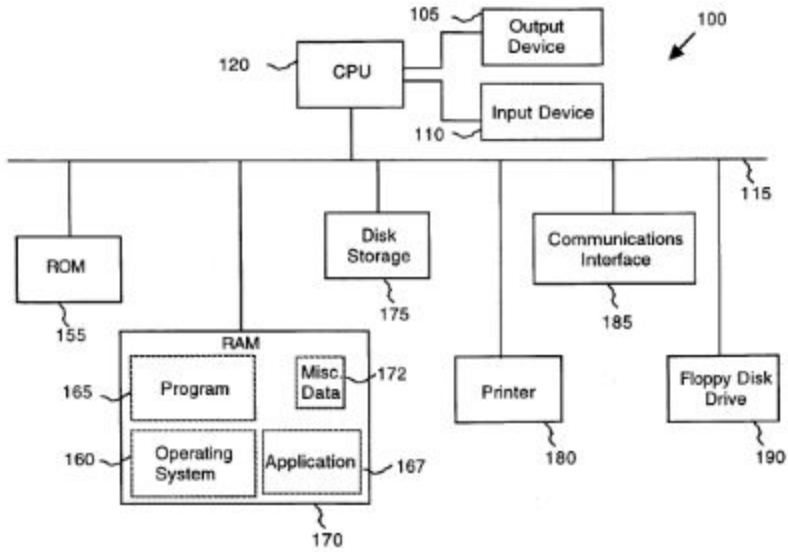 105
Output
Device
100
120
CPU
Input Device
110
115
ROM
155
Disk
Storage
175
Communications
Interface
185
RAM
165
Program
Misc.
Data
172
160
Operating
System
Application
167
170
Printer
180
Floppy Disk
Drive
190